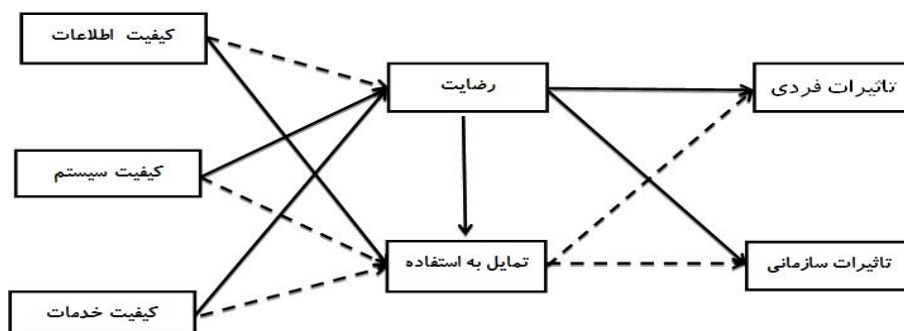 کیفیت اطلاعات
رضایت
تاثیرات فردی
کیفیت سیستم
تمایل به استفاده
تاثیرات سازمانی
کیفیت خدمات